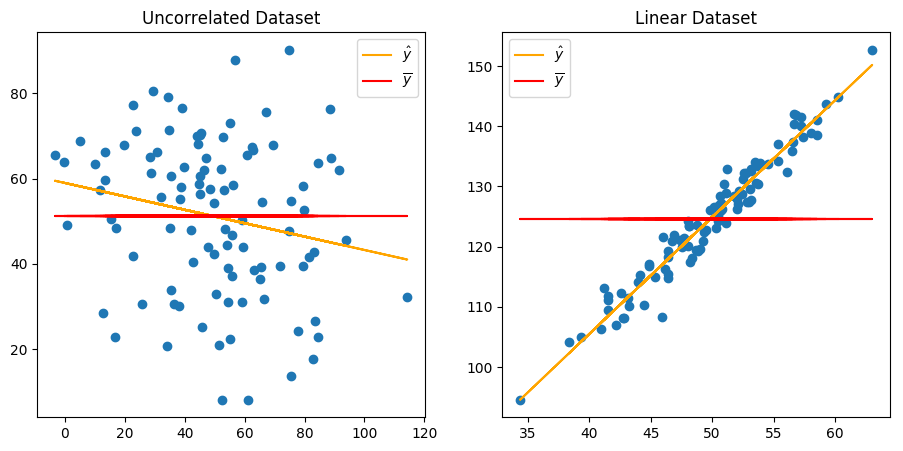 Uncorrelated Dataset
ŷ
y̅
80
60
40
20
0 20 40 60 80 100 120
Linear Dataset
ŷ
y̅
150
140
130
120
110
100
35 40 45 50 55 60